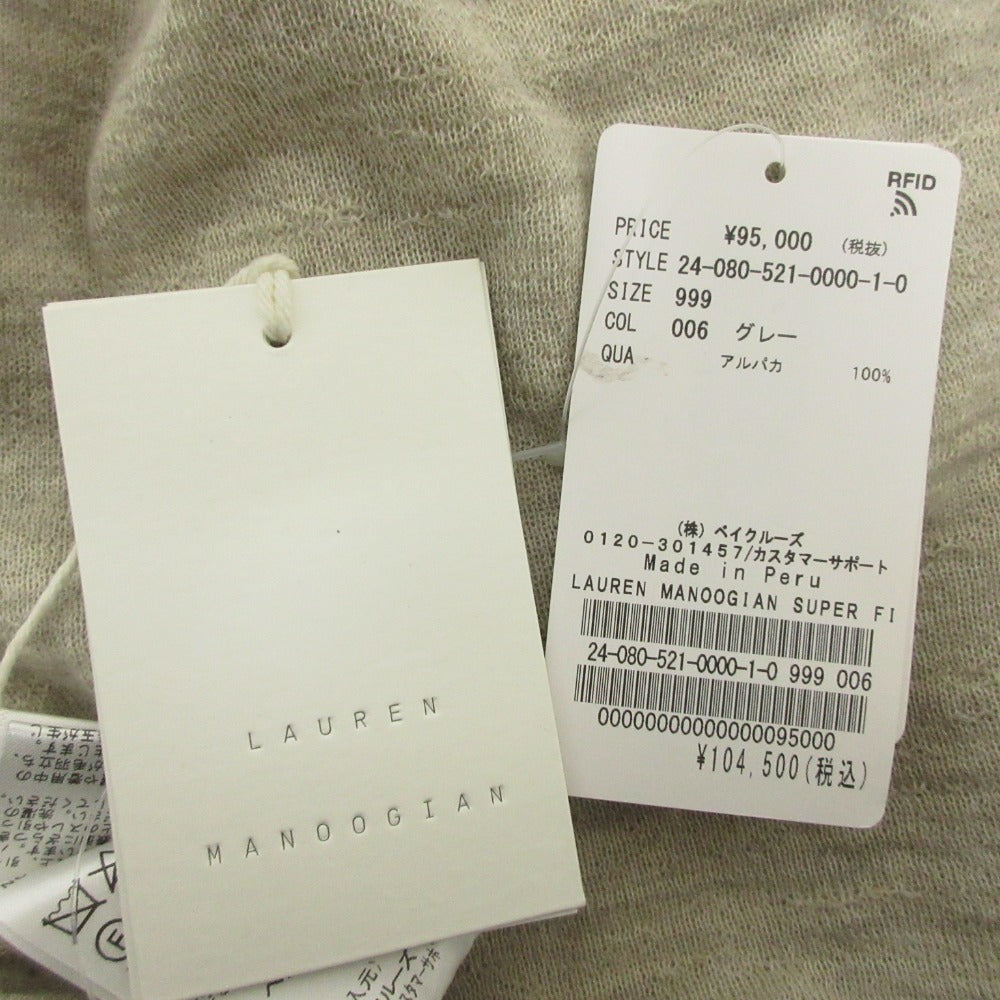 RFID
PRICE ¥95,000 (税抜)
STYLE 24-080-521-0000-1-0
SIZE 999
COL 006 グレー
QUA アルパカ 100%
(株) ベイクルーズ
0120-301457/カスタマーサポート
Made in Peru
LAUREN MANOOGIAN SUPER FI
24-080-521-0000-1-0 999 006
0000000000000000095000
¥104,500(税込)
LAUREN
MANOOGIAN